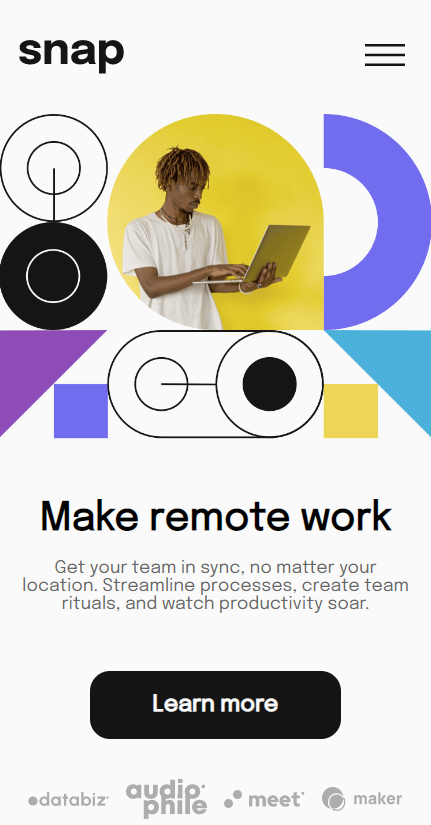 snap
Make remote work
Get your team in sync, no matter your
location. Streamline processes, create team
rituals, and watch productivity soar.
Learn more
databiz
audio
phile
meet
maker